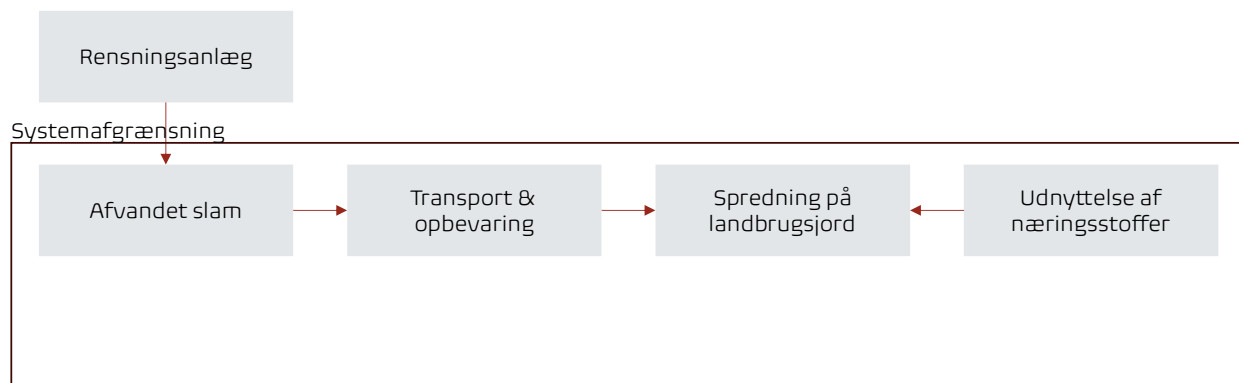 Rensningsanlæg
Systemafgrænsning
Afvandet slam
Transport &
opbevaring
Spredning på
landbrugsjord
Udnyttelse af
næringsstoffer